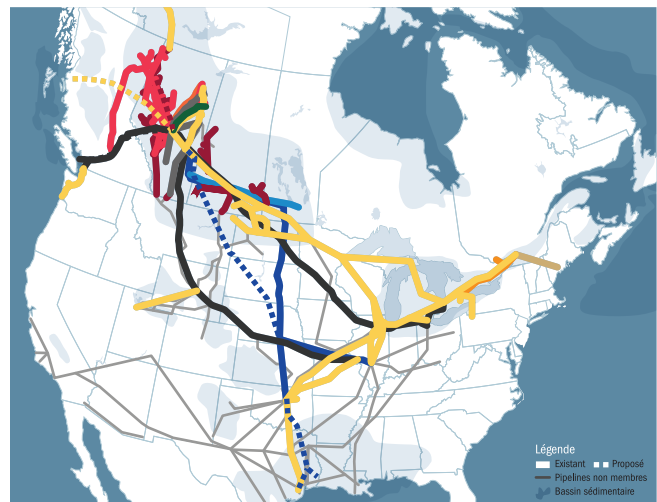 Légende
Existant Proposé
Pipelines non membres
Bassin sédimentaire